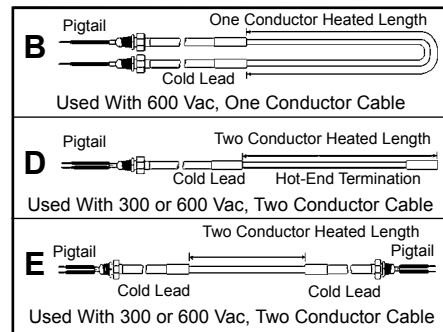 B
Pigtail
One Conductor Heated Length
Cold Lead
Used With 600 Vac, One Conductor Cable
D
Pigtail
Two Conductor Heated Length
Cold Lead
Hot-End Termination
Used With 300 or 600 Vac, Two Conductor Cable
E
Two Conductor Heated Length
Pigtail
Pigtail
Cold Lead
Cold Lead
Used With 300 or 600 Vac, Two Conductor Cable